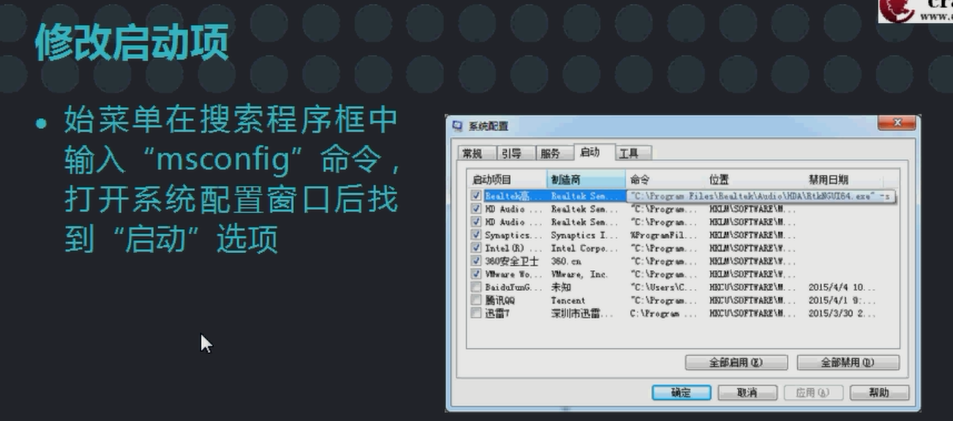 修改启动项
始菜单在搜索程序框中
输入“msconfig”命令，
打开系统配置窗口后找
到“启动”选项
系统配置
常规 引导 服务 启动 工具
启动项目 制造商 命令 位置 禁用日期
Realtek高... Realtek Sem... "C:\Program Files\Realtek\Audio\HDA\RtkNGUI64.exe" -s
HD Audio ... Realtek Sem... "C:\Program... HKLM\SOFTWARE\M...
HD Audio ... Realtek Sem... "C:\Program... HKLM\SOFTWARE\M...
Synaptics... Synaptics I... %ProgramFil... HKLM\SOFTWARE\M...
Intel(R) ... Intel Corpo... "C:\Program... HKLM\SOFTWARE\W...
360安全卫士 360.cn "C:\Program... HKLM\SOFTWARE\W...
VMware Wo... VMware, Inc. "C:\Program... HKLM\SOFTWARE\W...
BaiduYunG... 未知 "C:\Users\C... HKCU\SOFTWARE\M... 2015/4/4 10...
腾讯QQ Tencent "C:\Program... HKCU\SOFTWARE\M... 2015/4/1 9:...
迅雷7 深圳市迅雷... C:\Program ... HKCU\SOFTWARE\M... 2015/3/30 2...
全部启用(E) 全部禁用(D)
确定 取消 应用(A) 帮助